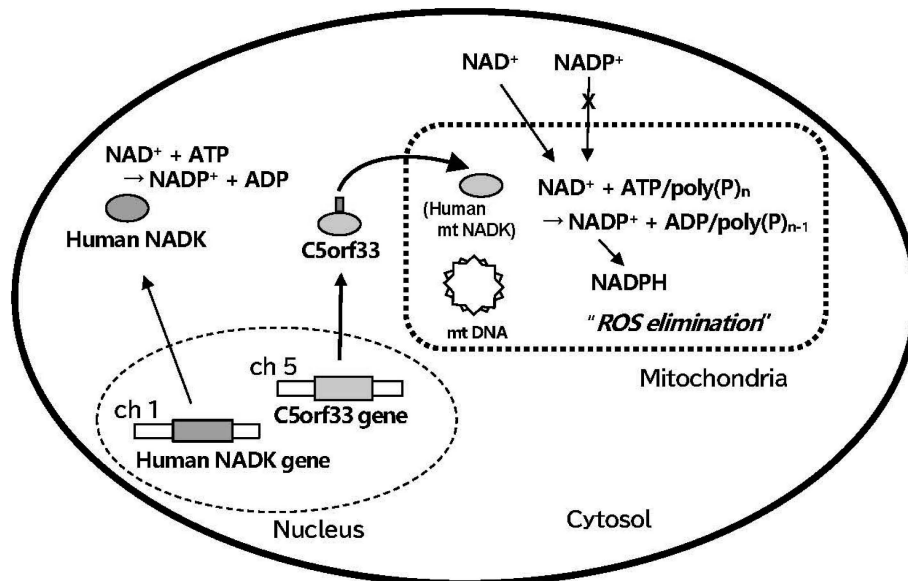 NAD⁺ NADP⁺
X
NAD⁺ + ATP
→NADP⁺ + ADP
Human NADK
C5orf33
(Human
mt NADK)
NAD⁺ + ATP/poly(P)ₙ
→NADP⁺ + ADP/poly(P)ₙ₋₁
NADPH
"ROS elimination"
mt DNA
Mitochondria
ch 5
C5orf33 gene
ch 1
Human NADK gene
Nucleus
Cytosol